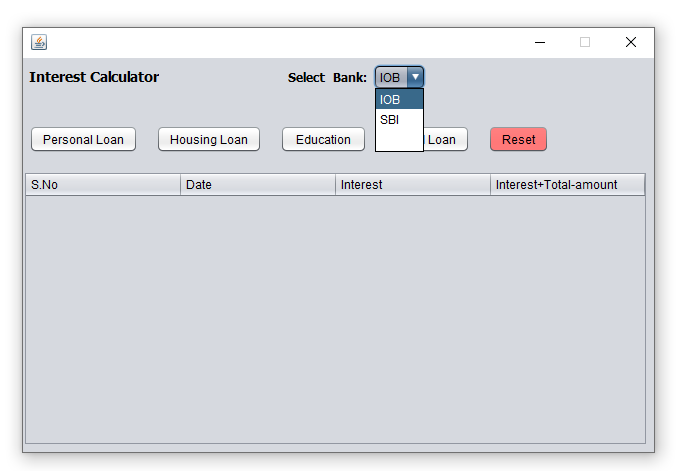 Interest Calculator
Select Bank: IOB
IOB
SBI
Personal Loan Housing Loan Education Loan Reset
S.No Date Interest Interest+Total-amount